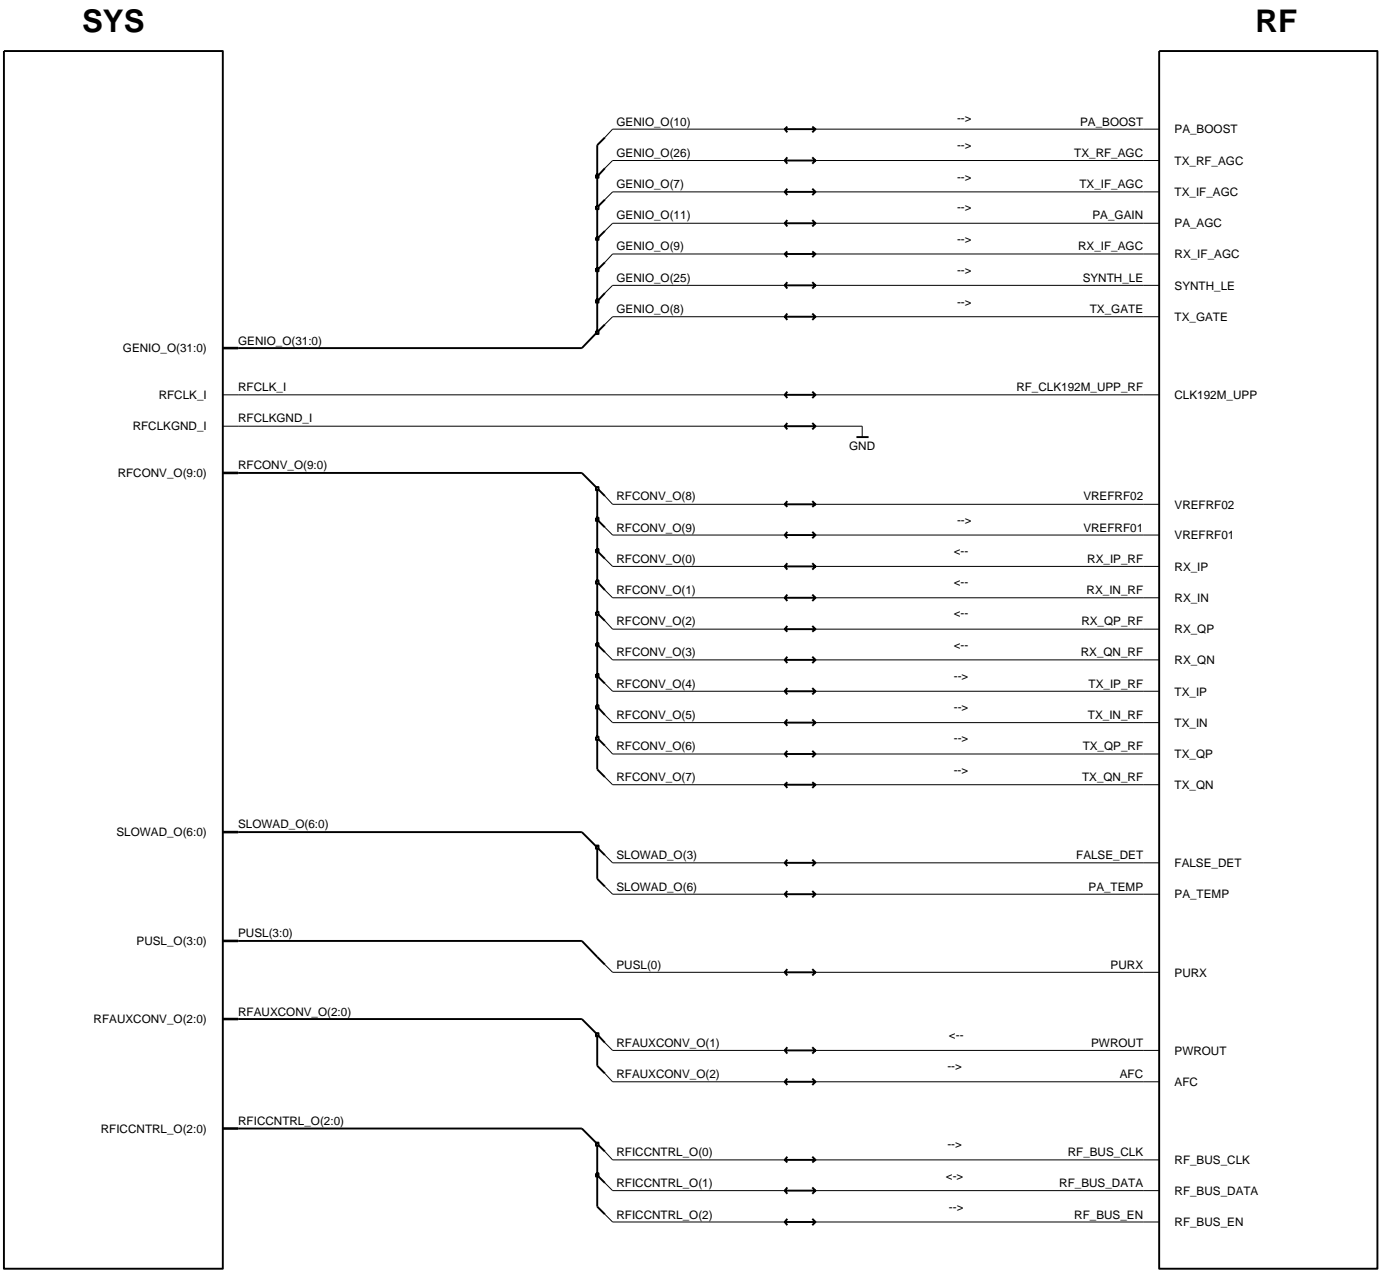 SYS RF
GENIO_O(10) --> PA_BOOST PA_BOOST
GENIO_O(26) --> TX_RF_AGC TX_RF_AGC
GENIO_O(7) --> TX_IF_AGC TX_IF_AGC
GENIO_O(11) --> PA_GAIN PA_AGC
GENIO_O(9) --> RX_IF_AGC RX_IF_AGC
GENIO_O(25) --> SYNTH_LE SYNTH_LE
GENIO_O(8) --> TX_GATE TX_GATE
GENIO_O(31:0) GENIO_O(31:0)
RFCLK_I RFCLK_I RF_CLK192M_UPP_RF CLK192M_UPP
RFCLKGND_I RFCLKGND_I
GND
RFCONV_O(9:0) RFCONV_O(9:0)
RFCONV_O(8) VREFRF02 VREFRF02
RFCONV_O(9) --> VREFRF01 VREFRF01
RFCONV_O(0) <-- RX_IP_RF RX_IP
RFCONV_O(1) <-- RX_IN_RF RX_IN
RFCONV_O(2) <-- RX_QP_RF RX_QP
RFCONV_O(3) <-- RX_QN_RF RX_QN
RFCONV_O(4) --> TX_IP_RF TX_IP
RFCONV_O(5) --> TX_IN_RF TX_IN
RFCONV_O(6) --> TX_QP_RF TX_QP
RFCONV_O(7) --> TX_QN_RF TX_QN
SLOWAD_O(6:0) SLOWAD_O(6:0)
SLOWAD_O(3) FALSE_DET FALSE_DET
SLOWAD_O(6) PA_TEMP PA_TEMP
PUSL_O(3:0) PUSL(3:0)
PUSL(0) PURX PURX
RFAUXCONV_O(2:0) RFAUXCONV_O(2:0)
RFAUXCONV_O(1) <-- PWROUT PWROUT
RFAUXCONV_O(2) --> AFC AFC
RFICCNTRL_O(2:0) RFICCNTRL_O(2:0)
RFICCNTRL_O(0) --> RF_BUS_CLK RF_BUS_CLK
RFICCNTRL_O(1) <-> RF_BUS_DATA RF_BUS_DATA
RFICCNTRL_O(2) --> RF_BUS_EN RF_BUS_EN